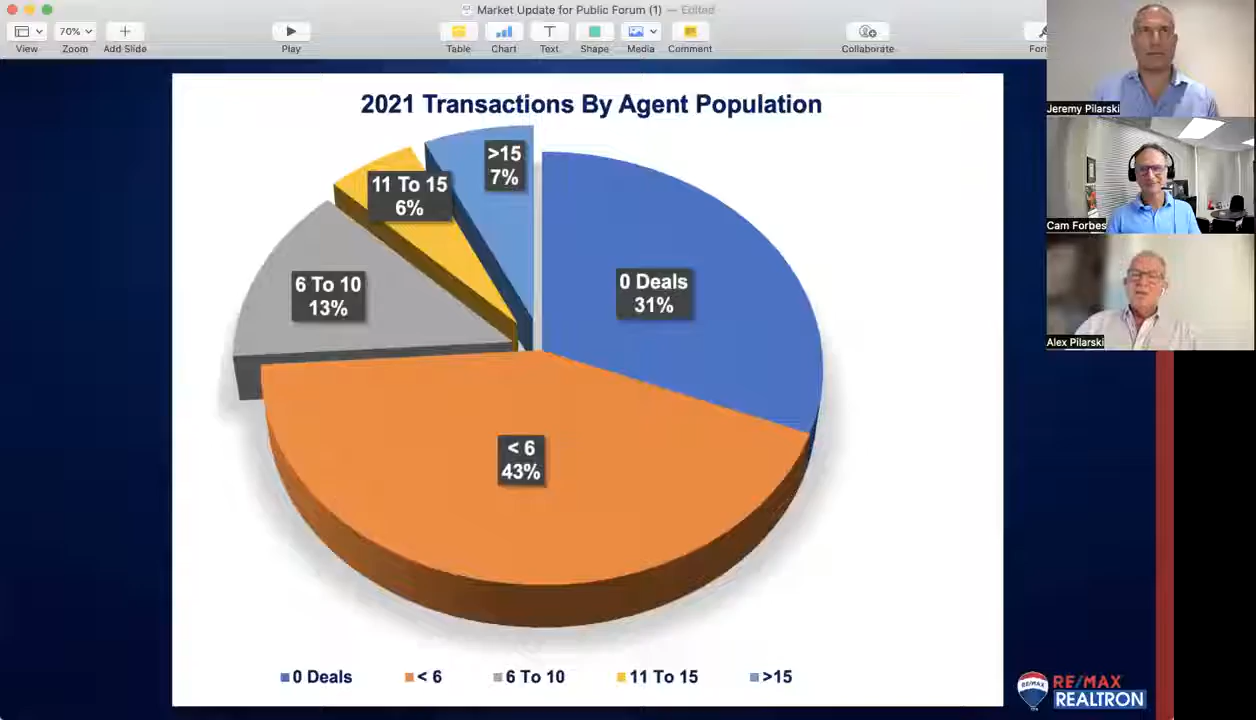 Market Update for Public Forum (1) — Edited
70%
View
Zoom
Add Slide
Play
Table
Chart
Text
Shape
Media
Comment
Collaborate
2021 Transactions By Agent Population
>15
7%
11 To 15
6%
6 To 10
13%
0 Deals
31%
< 6
43%
0 Deals
< 6
6 To 10
11 To 15
>15
Jeremy Pilarski
Cam Forbes
Alex Pilarski
RE/MAX
RE/MAX
REALTRON